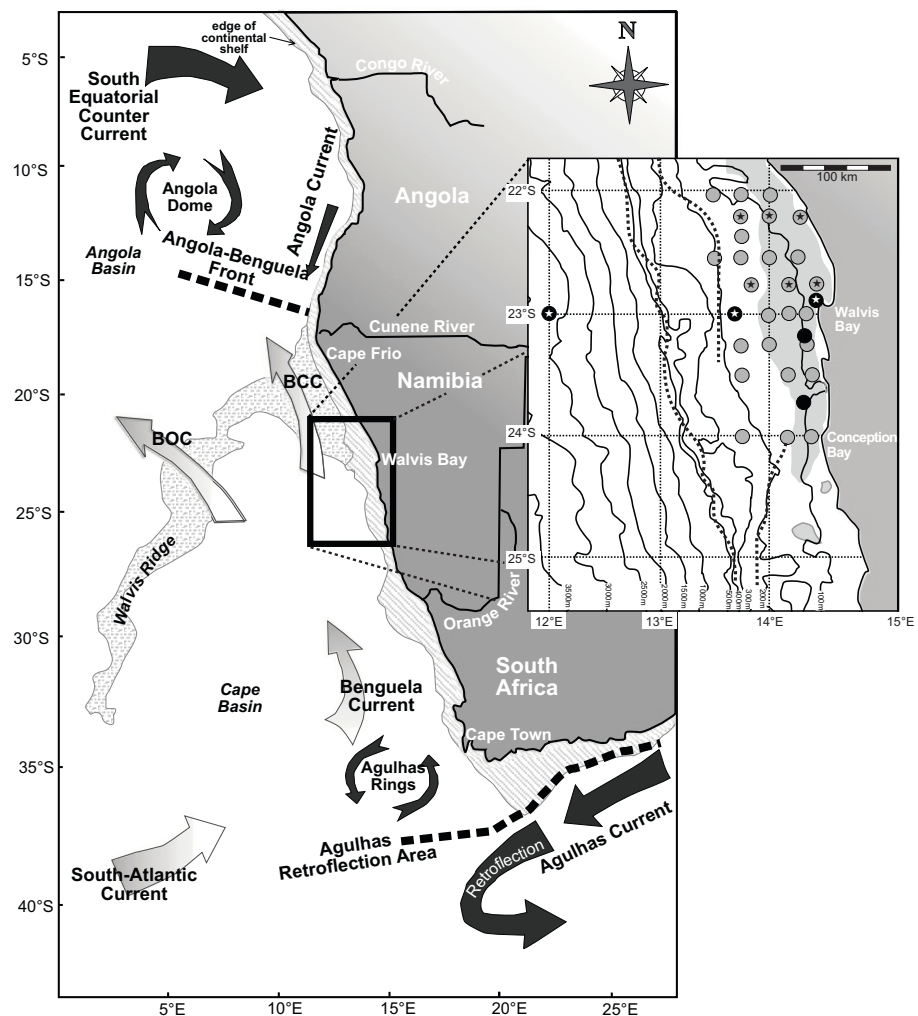 edge of
continental
shelf
N
5°S
Congo River
South
Equatorial
Counter
Current
10°S
Angola Current
Angola
Angola
Dome
Angola
Basin
Angola-Benguela
Front
15°S
Cunene River
Cape Frio
BCC
Namibia
20°S
BOC
Walvis Bay
25°S
Walvis Ridge
Orange River
30°S
South
Africa
Cape
Basin
Benguela
Current
Cape Town
35°S
Agulhas
Rings
Agulhas
Retroflection Area
Agulhas Current
Retroflection
South-Atlantic
Current
40°S
5°E
10°E
15°E
20°E
25°E
100 km
22°S
23°S
Walvis
Bay
24°S
Conception
Bay
25°S
3500m
3000m
2500m
2000m
1500m
1000m
500m
400m
300m
200m
100m
12°E
13°E
14°E
15°E